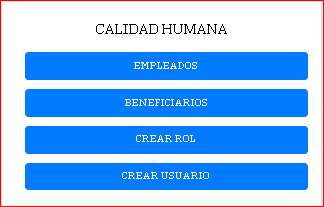 CALIDAD HUMANA
EMPLEADOS
BENEFICIARIOS
CREAR ROL
CREAR USUARIO